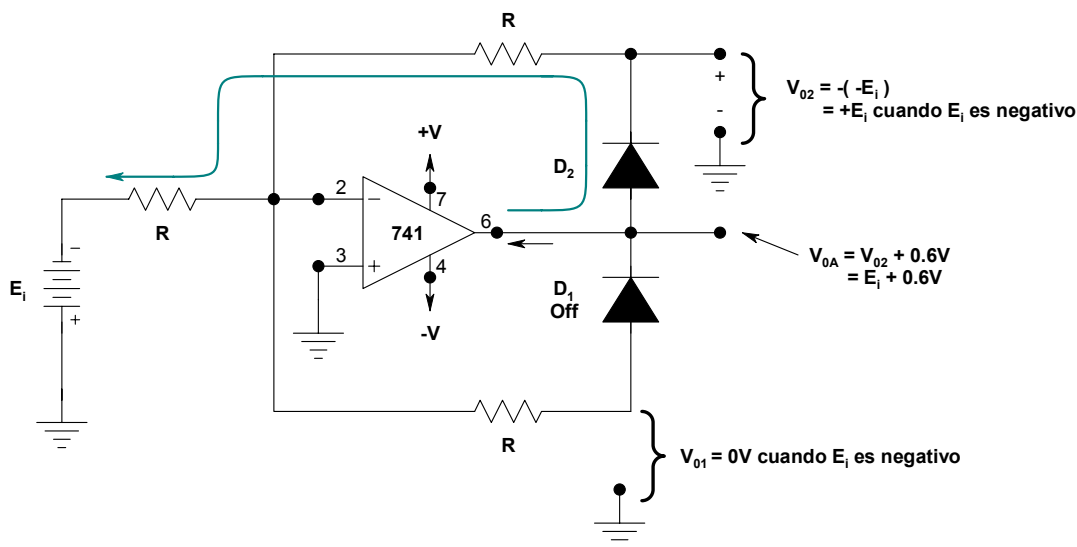 R
+
-
V02 = -( -Ei )
= +Ei cuando Ei es negativo
+V
D2
2
7
−
6
R
741
3
4
+
V0A = V02 + 0.6V
= Ei + 0.6V
−
Ei
+
D1
Off
-V
R
V01 = 0V cuando Ei es negativo